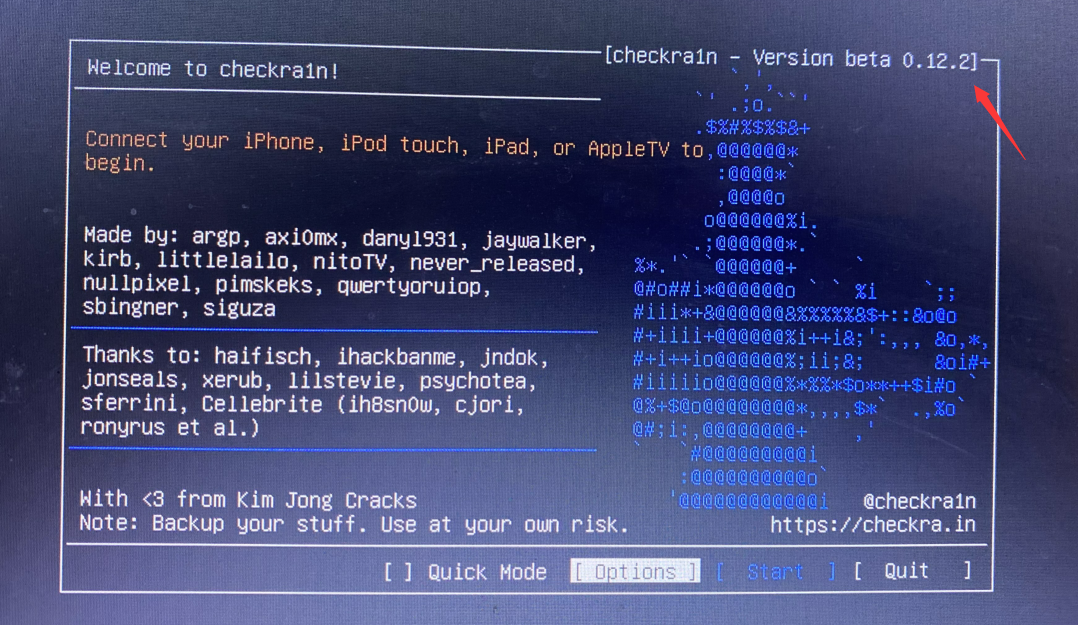 [checkra1n - Version beta 0.12.2]
Welcome to checkra1n!
Connect your iPhone, iPod touch, iPad, or AppleTV to
begin.
Made by: argp, axi0mx, danyl931, jaywalker,
kirb, littlelailo, nitoTV, never_released,
nullpixel, pimskeks, qwertyoruiop,
sbingner, siguza
Thanks to: haifisch, ihackbanme, jndok,
jonseals, xerub, lilstevie, psychotea,
sferrini, Cellebrite (ih8sn0w, cjori,
ronyrus et al.)
With <3 from Kim Jong Cracks
Note: Backup your stuff. Use at your own risk.
@checkra1n
https://checkra.in
[ ] Quick Mode [ Options ] [ Start ] [ Quit ]